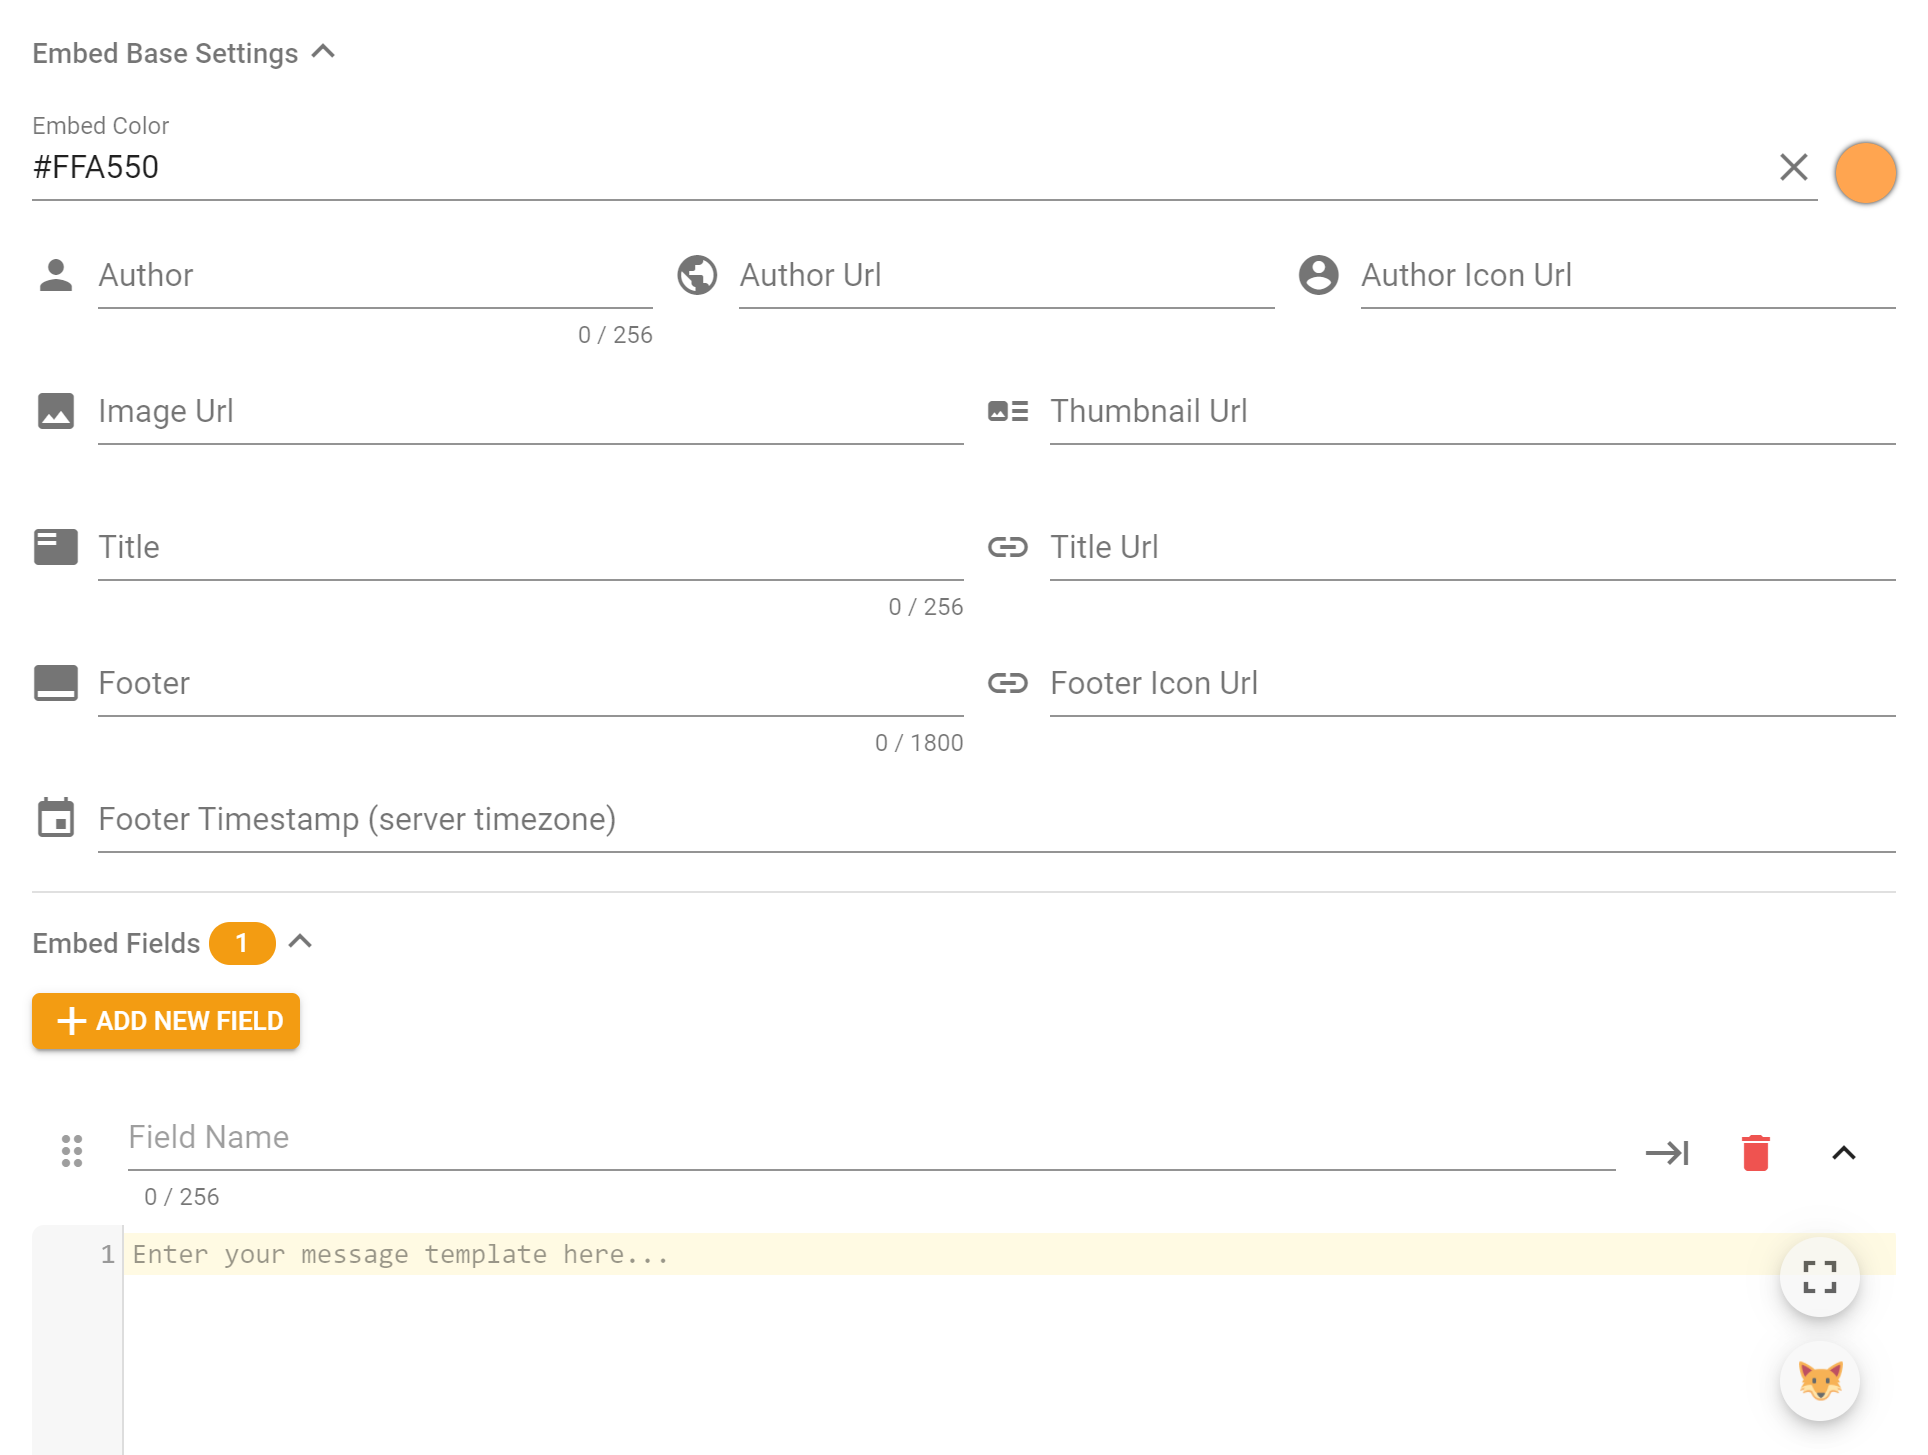 Embed Base Settings
Embed Color
#FFA550
Author
Author Url
Author Icon Url
0 / 256
Image Url
Thumbnail Url
Title
Title Url
0 / 256
Footer
Footer Icon Url
0 / 1800
Footer Timestamp (server timezone)
Embed Fields 1
ADD NEW FIELD
Field Name
0 / 256
1 Enter your message template here...